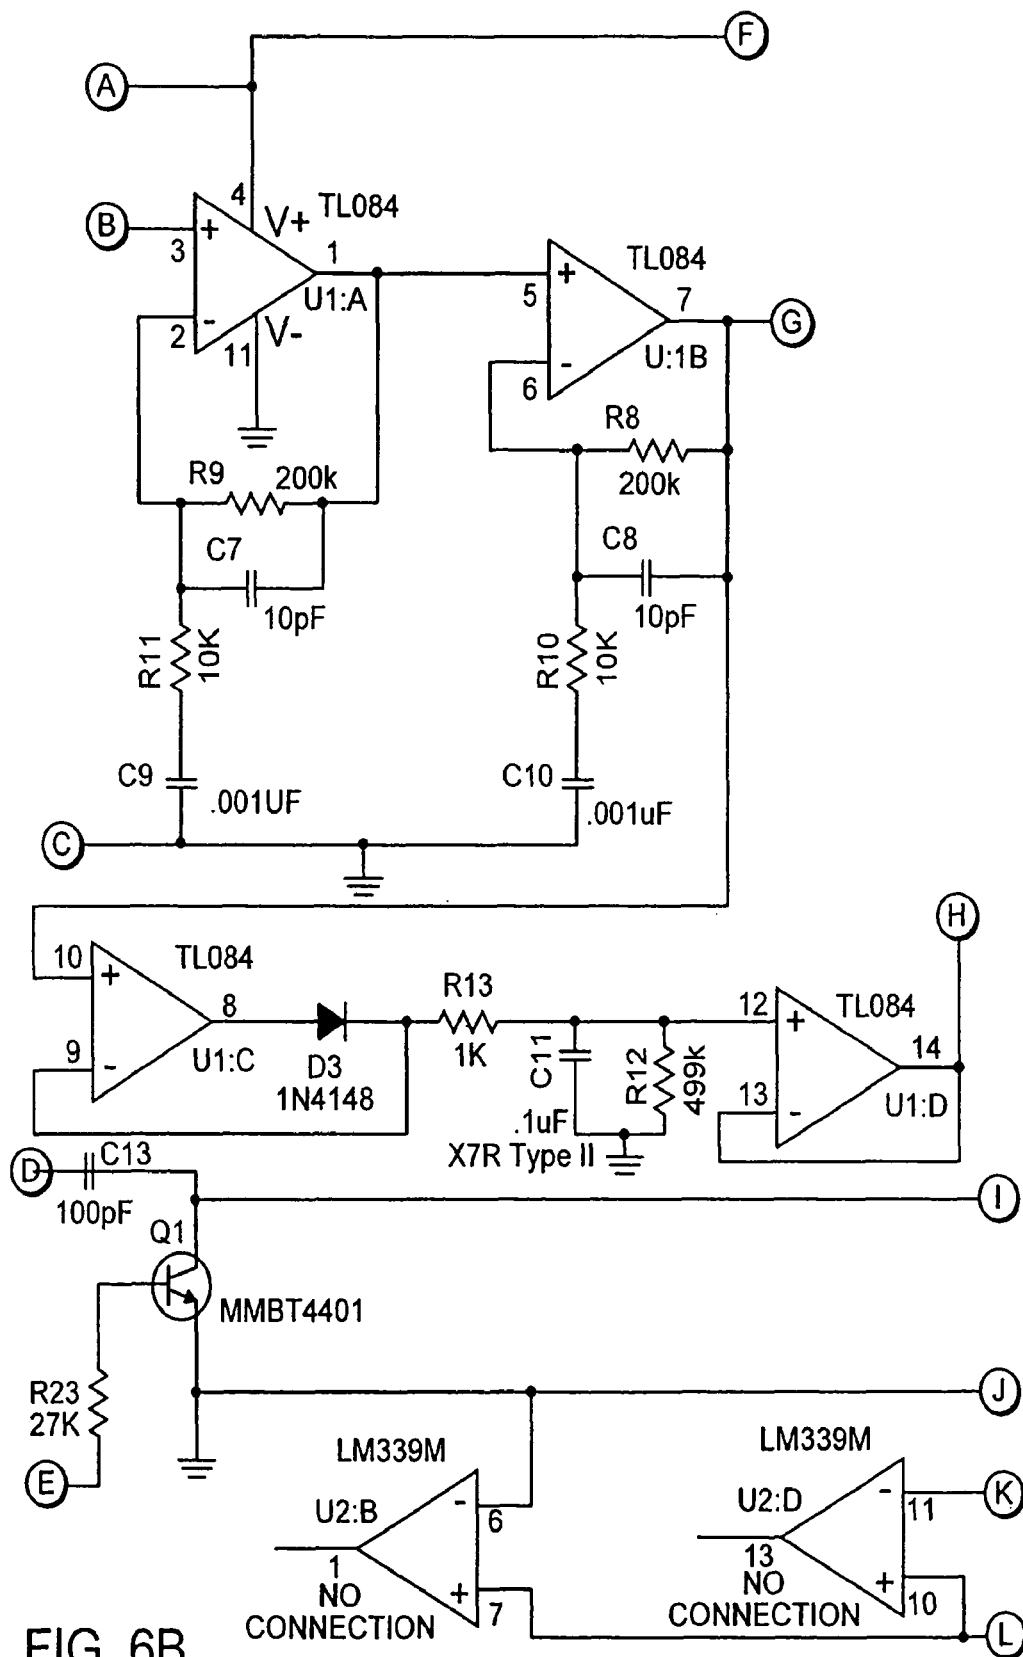 F
A
4
V+
TL084
B
+
3
1
U1:A
2
-
11
V-
TL084
+
5
7
G
U:1B
-
6
R8
200k
R9
200k
C7
10pF
C8
10pF
R11
10K
R10
10K
C9
.001UF
C10
.001uF
C
H
10
+
TL084
8
9
-
U1:C
D3
1N4148
R13
1K
C11
.1uF
X7R Type II
R12
499k
12
+
TL084
14
13
-
U1:D
D
C13
100pF
I
Q1
MMBT4401
R23
27K
E
J
LM339M
U2:B
-
6
1
NO
CONNECTION
+
7
LM339M
U2:D
-
11
K
13
NO
CONNECTION
+
10
L
FIG. 6B